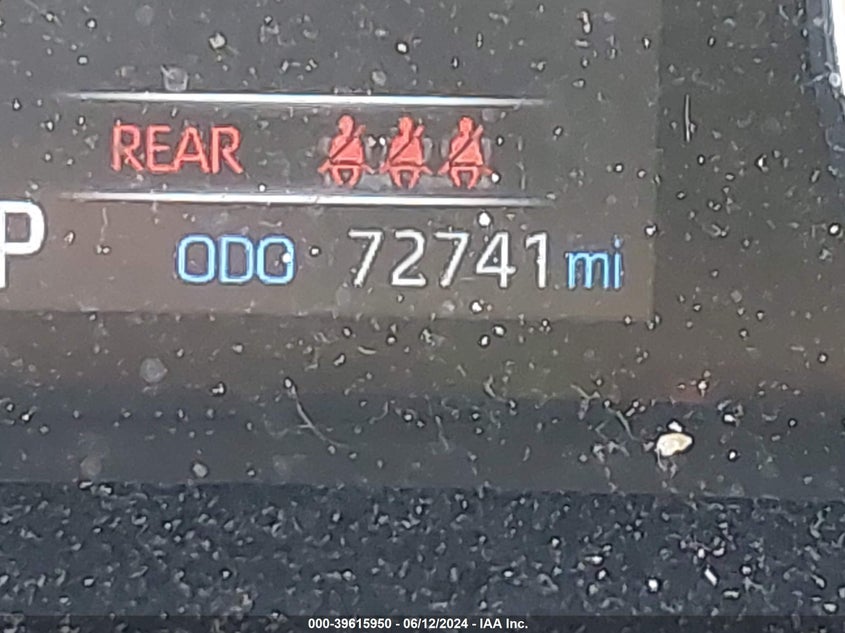 REAR
P
ODO 72741 mi
000-39615950 - 06/12/2024 - IAA Inc.